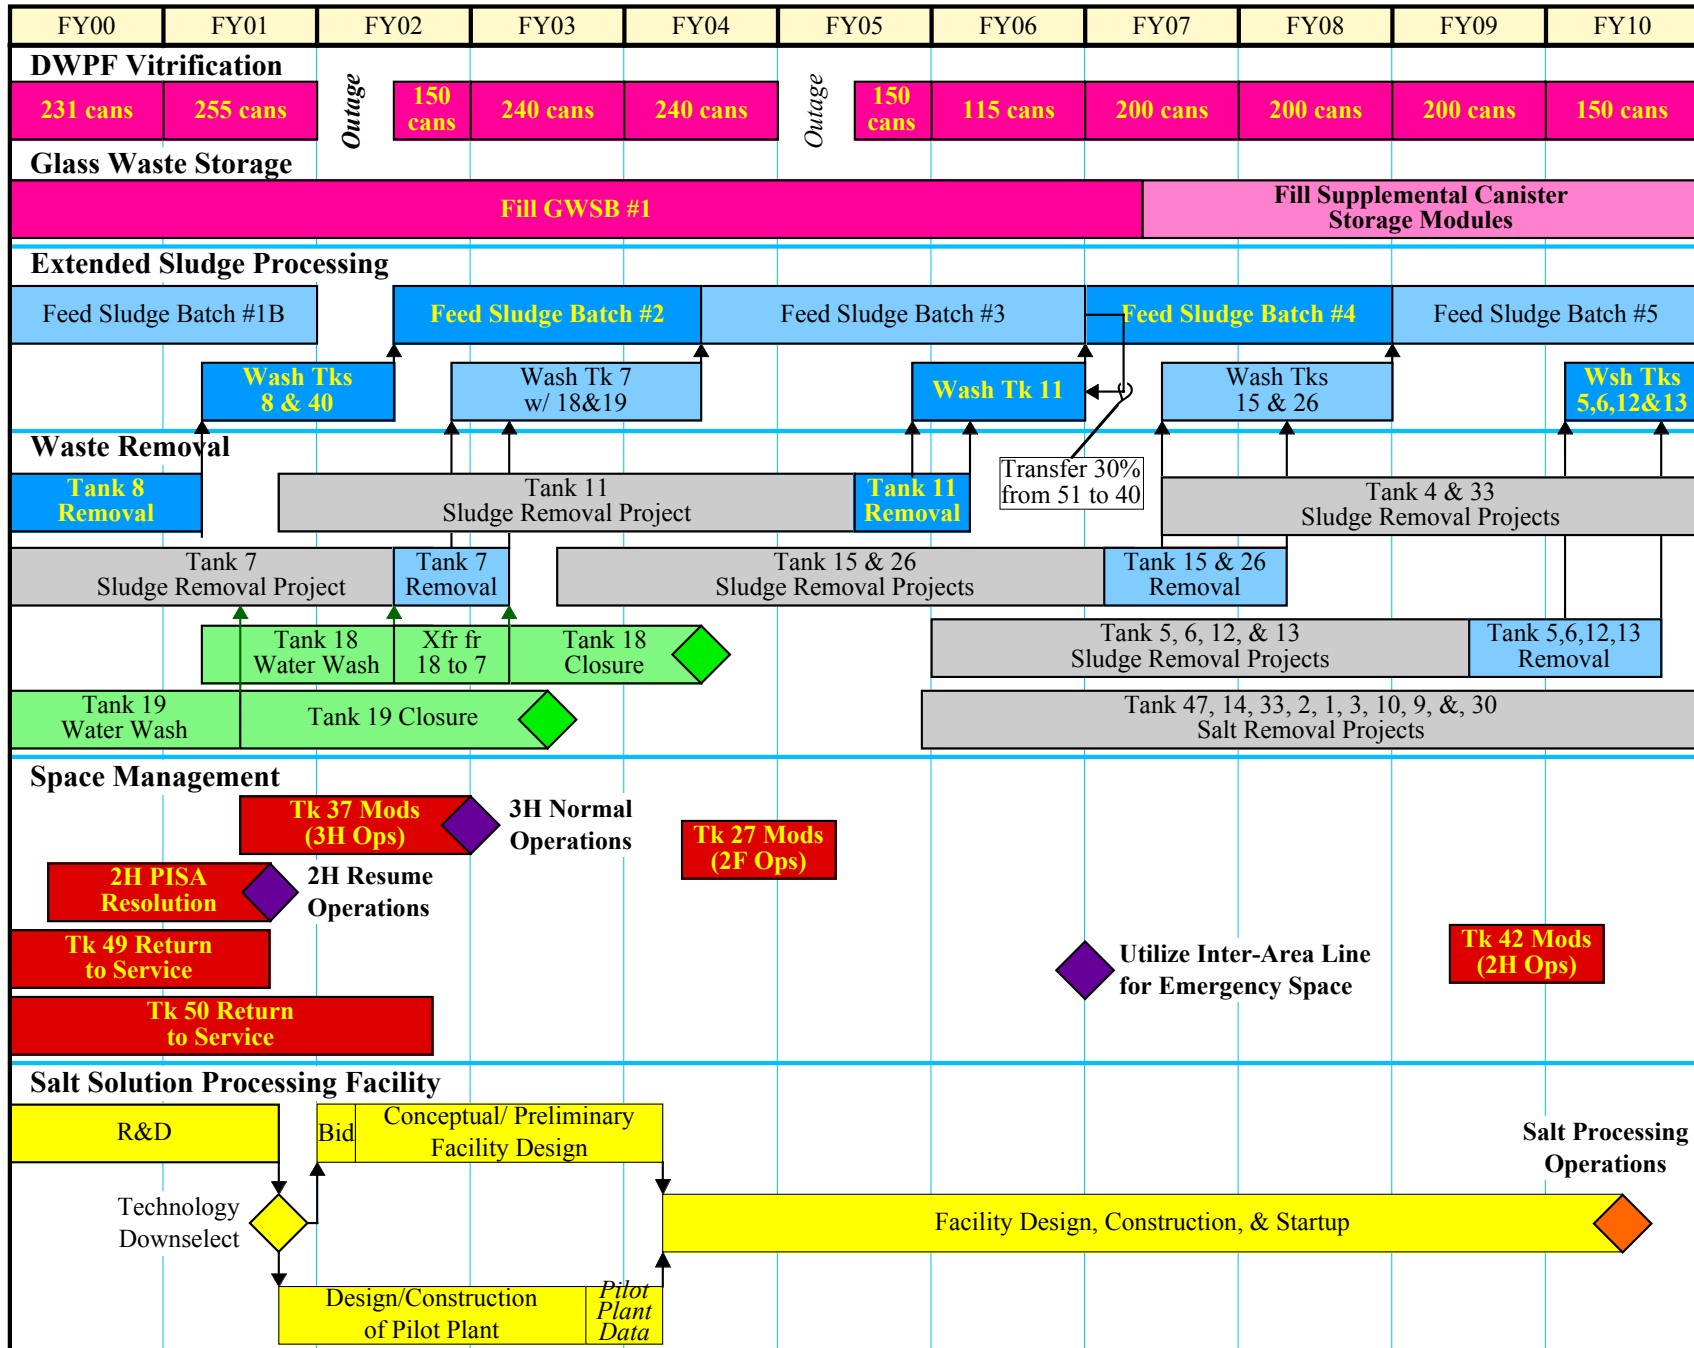 FY00 FY01 FY02 FY03 FY04 FY05 FY06 FY07 FY08 FY09 FY10
DWPF Vitrification
231 cans
255 cans
Outage
150
cans
240 cans
240 cans
Outage
150
cans
115 cans
200 cans
200 cans
200 cans
150 cans
Glass Waste Storage
Fill GWSB #1
Fill Supplemental Canister
Storage Modules
Extended Sludge Processing
Feed Sludge Batch #1B
Feed Sludge Batch #2
Feed Sludge Batch #3
Feed Sludge Batch #4
Feed Sludge Batch #5
Wash Tks
8 & 40
Wash Tk 7
w/ 18&19
Wash Tk 11
Wash Tks
15 & 26
Wsh Tks
5,6,12&13
Waste Removal
Transfer 30%
from 51 to 40
Tank 8
Removal
Tank 11
Sludge Removal Project
Tank 11
Removal
Tank 4 & 33
Sludge Removal Projects
Tank 7
Sludge Removal Project
Tank 7
Removal
Tank 15 & 26
Sludge Removal Projects
Tank 15 & 26
Removal
Tank 18
Water Wash
Xfr fr
18 to 7
Tank 18
Closure
Tank 5, 6, 12, & 13
Sludge Removal Projects
Tank 5,6,12,13
Removal
Tank 19
Water Wash
Tank 19 Closure
Tank 47, 14, 33, 2, 1, 3, 10, 9, &, 30
Salt Removal Projects
Space Management
Tk 37 Mods
(3H Ops)
3H Normal
Operations
Tk 27 Mods
(2F Ops)
2H PISA
Resolution
2H Resume
Operations
Tk 49 Return
to Service
Utilize Inter-Area Line
for Emergency Space
Tk 42 Mods
(2H Ops)
Tk 50 Return
to Service
Salt Solution Processing Facility
R&D
Bid
Conceptual/ Preliminary
Facility Design
Salt Processing
Operations
Technology
Downselect
Facility Design, Construction, & Startup
Design/Construction
of Pilot Plant
Pilot
Plant
Data